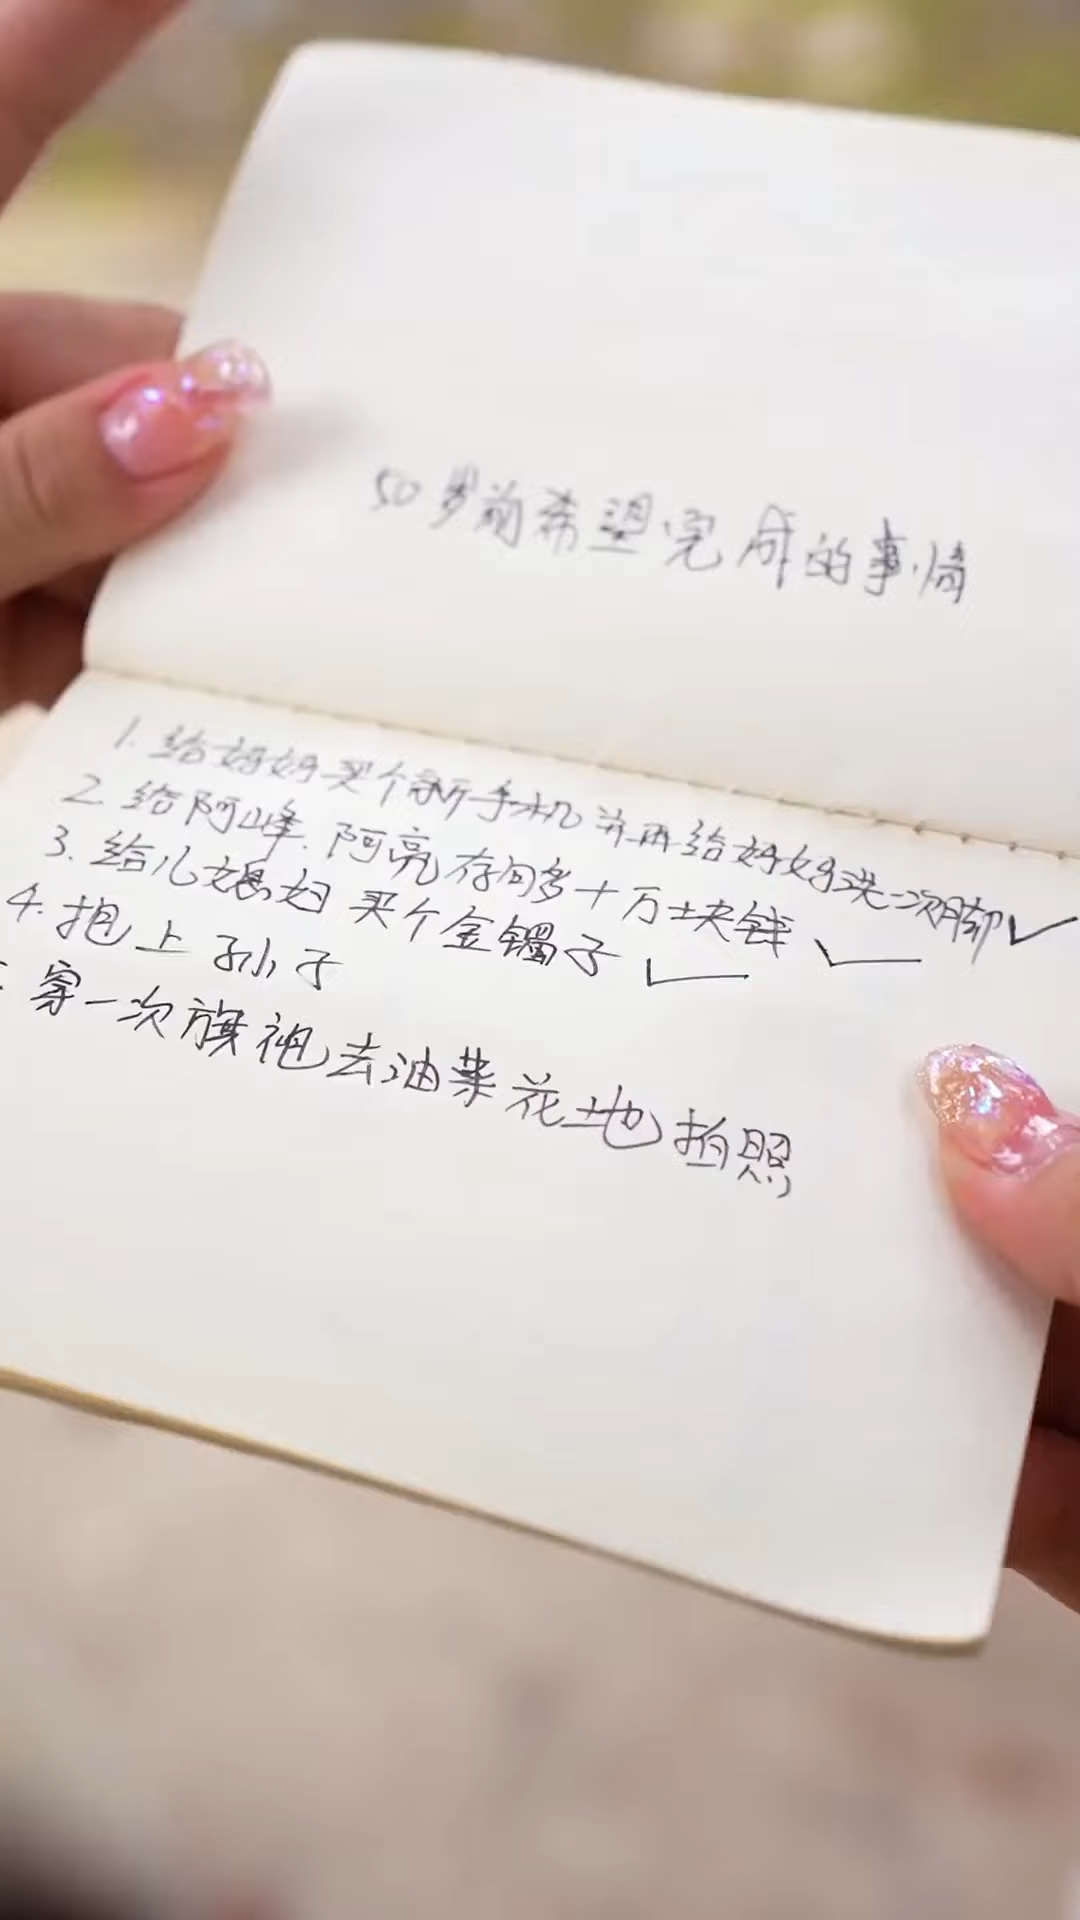 50岁前希望完成的事情
1. 给妈妈买个新手机并再给妈妈洗一次脚✓
2. 给阿峰、阿亮存间多十万块钱 ✓
3. 给儿媳妇买个金镯子 ✓
4. 抱上孙子
穿一次旗袍去油菜花地拍照